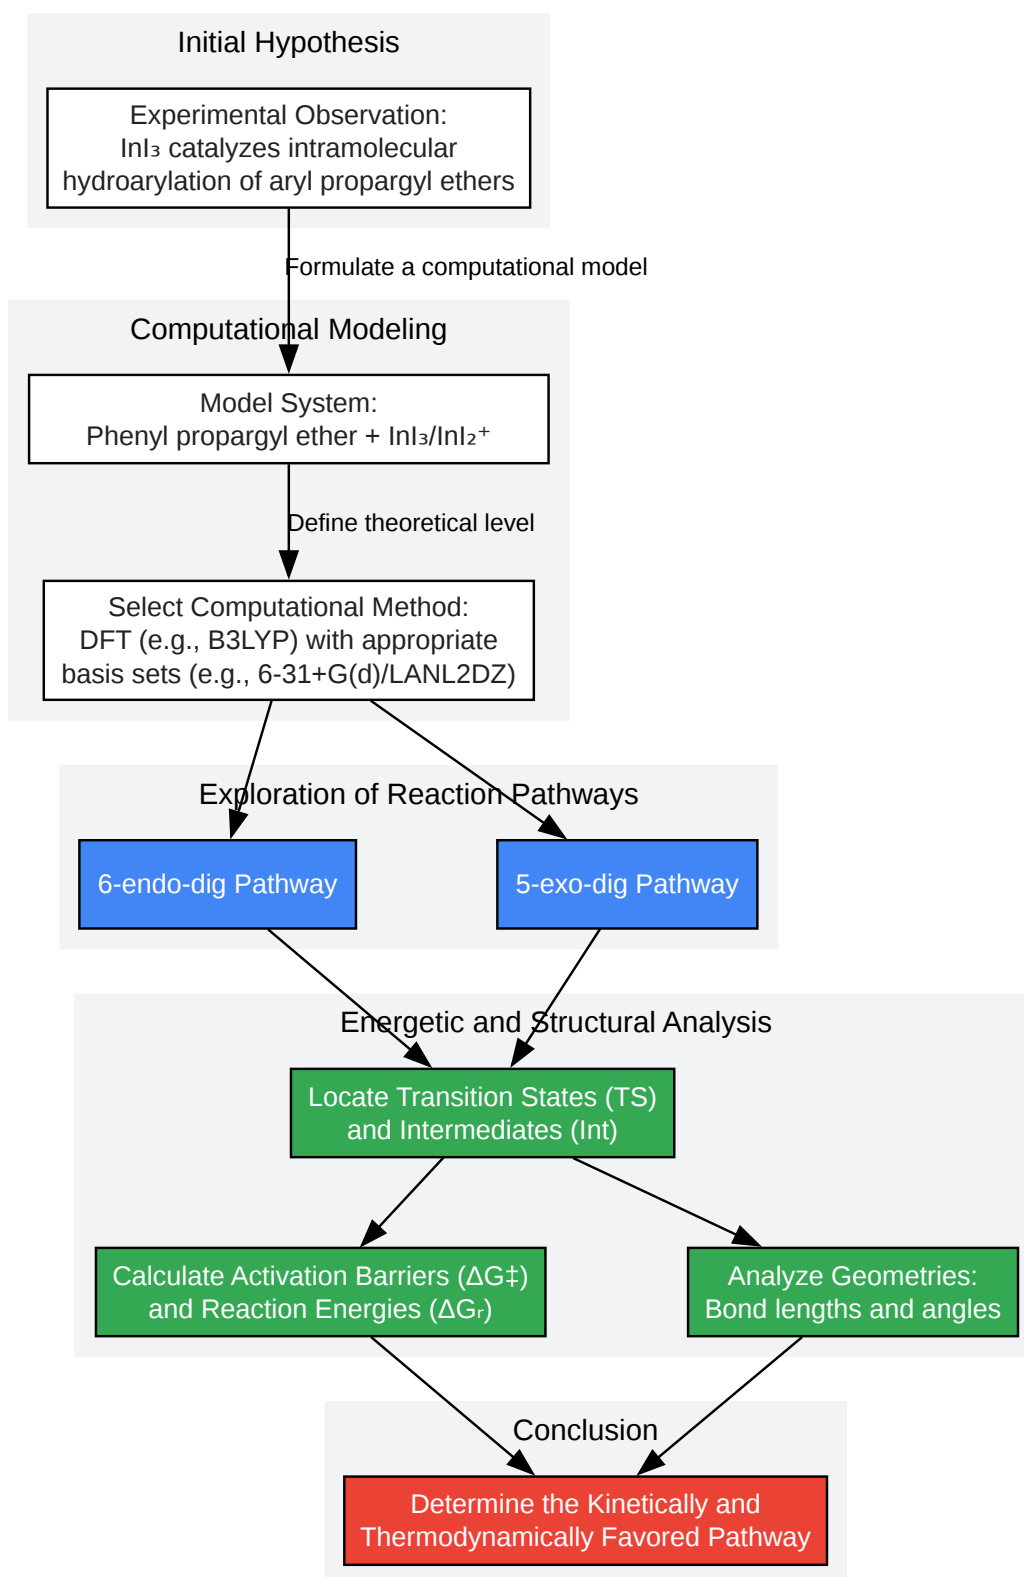 Initial Hypothesis
Experimental Observation:
InI₃ catalyzes intramolecular
hydroarylation of aryl propargyl ethers
Formulate a computational model
Computational Modeling
Model System:
Phenyl propargyl ether + InI₃/InI₂⁺
Define theoretical level
Select Computational Method:
DFT (e.g., B3LYP) with appropriate
basis sets (e.g., 6-31+G(d)/LANL2DZ)
Exploration of Reaction Pathways
6-endo-dig Pathway
5-exo-dig Pathway
Energetic and Structural Analysis
Locate Transition States (TS)
and Intermediates (Int)
Calculate Activation Barriers (ΔG‡)
and Reaction Energies (ΔGᵣ)
Analyze Geometries:
Bond lengths and angles
Conclusion
Determine the Kinetically and
Thermodynamically Favored Pathway